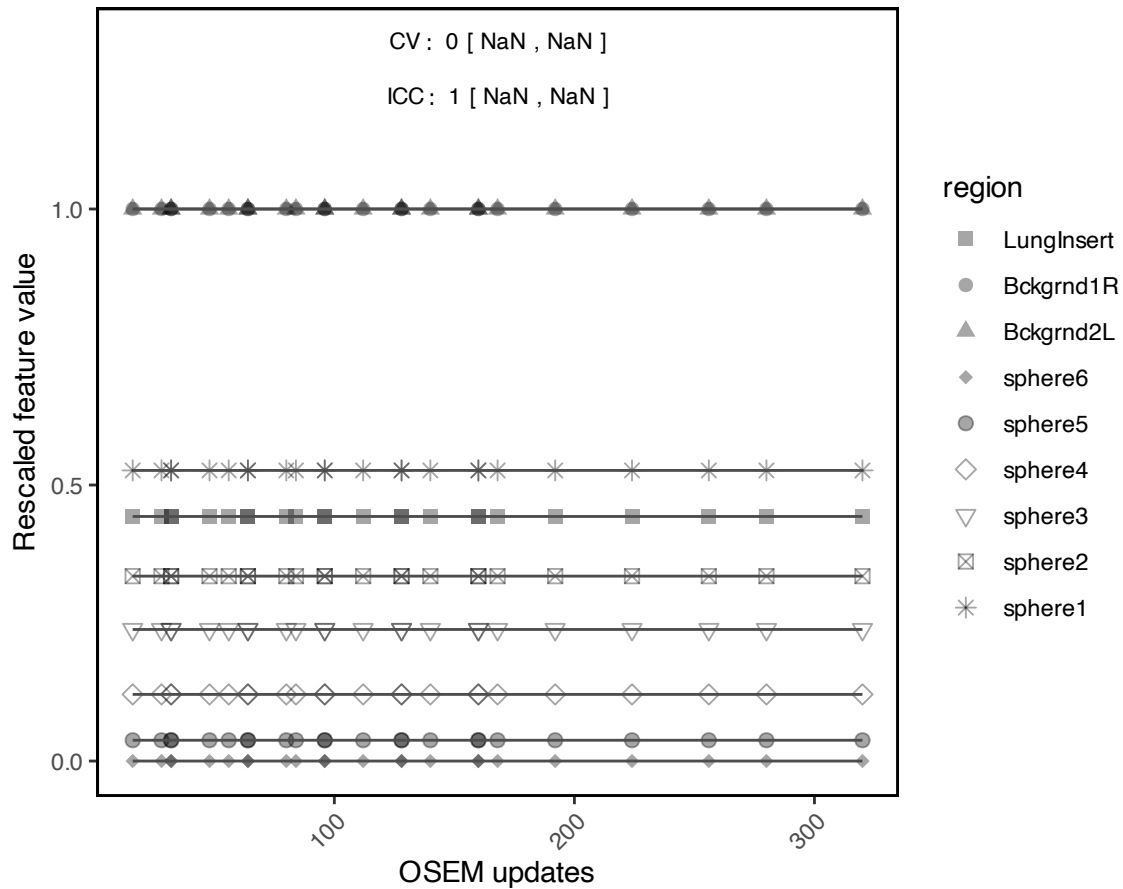 CV : 0 [ NaN , NaN ]
ICC : 1 [ NaN , NaN ]
Rescaled feature value
1.0
0.5
0.0
100
200
300
OSEM updates
region
LungInsert
Bckgrnd1R
Bckgrnd2L
sphere6
sphere5
sphere4
sphere3
sphere2
sphere1